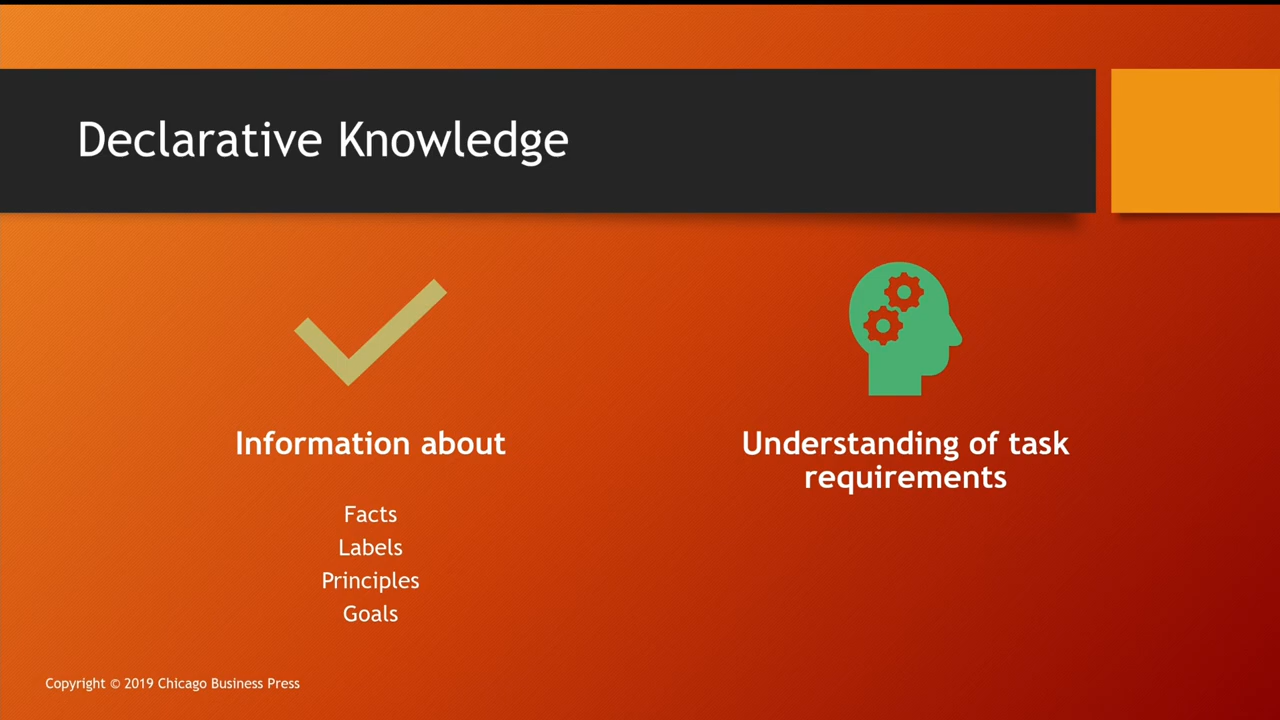 Declarative Knowledge
Information about
Facts
Labels
Principles
Goals
Understanding of task
requirements
Copyright © 2019 Chicago Business Press